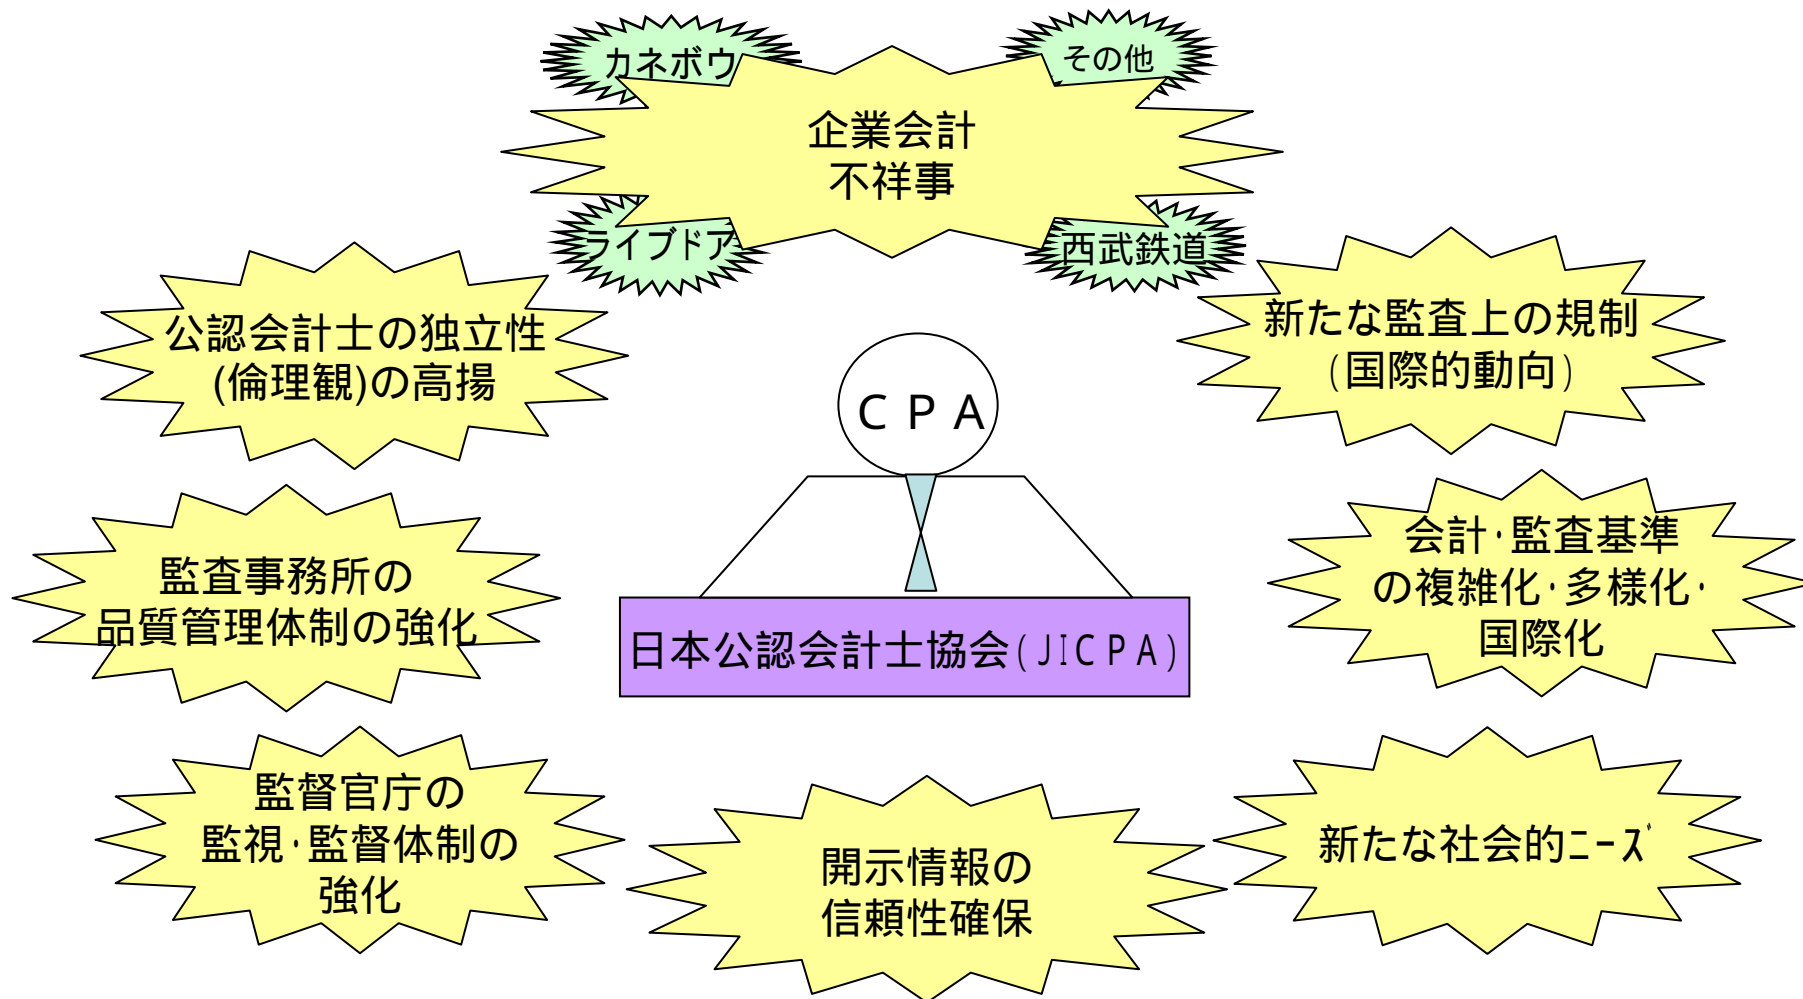 カネボウ
その他
企業会計
不祥事
ライブドア
西武鉄道
公認会計士の独立性
(倫理観)の高揚
新たな監査上の規制
(国際的動向)
CPA
監査事務所の
品質管理体制の強化
会計・監査基準
の複雑化・多様化・
国際化
日本公認会計士協会(JICPA)
監督官庁の
監視・監督体制の
強化
開示情報の
信頼性確保
新たな社会的ニーズ